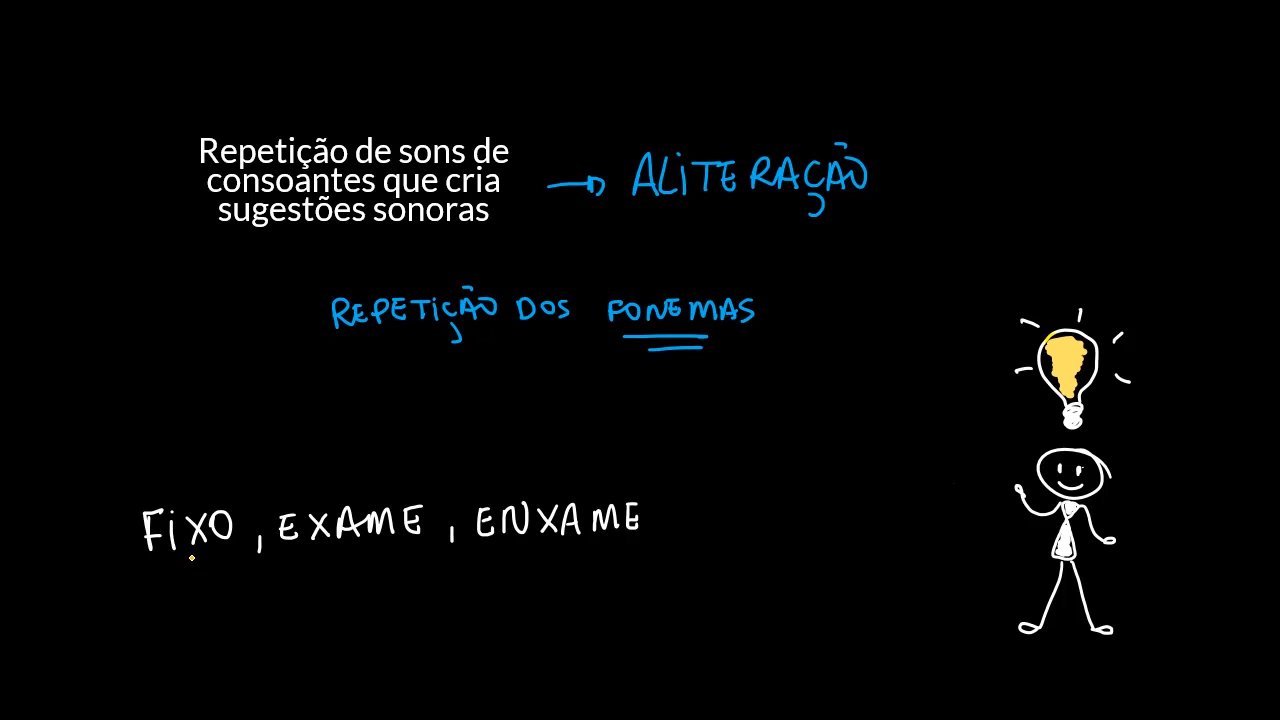 Repetição de sons de
consoantes que cria
sugestões sonoras
→ ALITERAÇÃO
REPETIÇÃO DOS FONEMAS
FIXO, EXAME, ENXAME